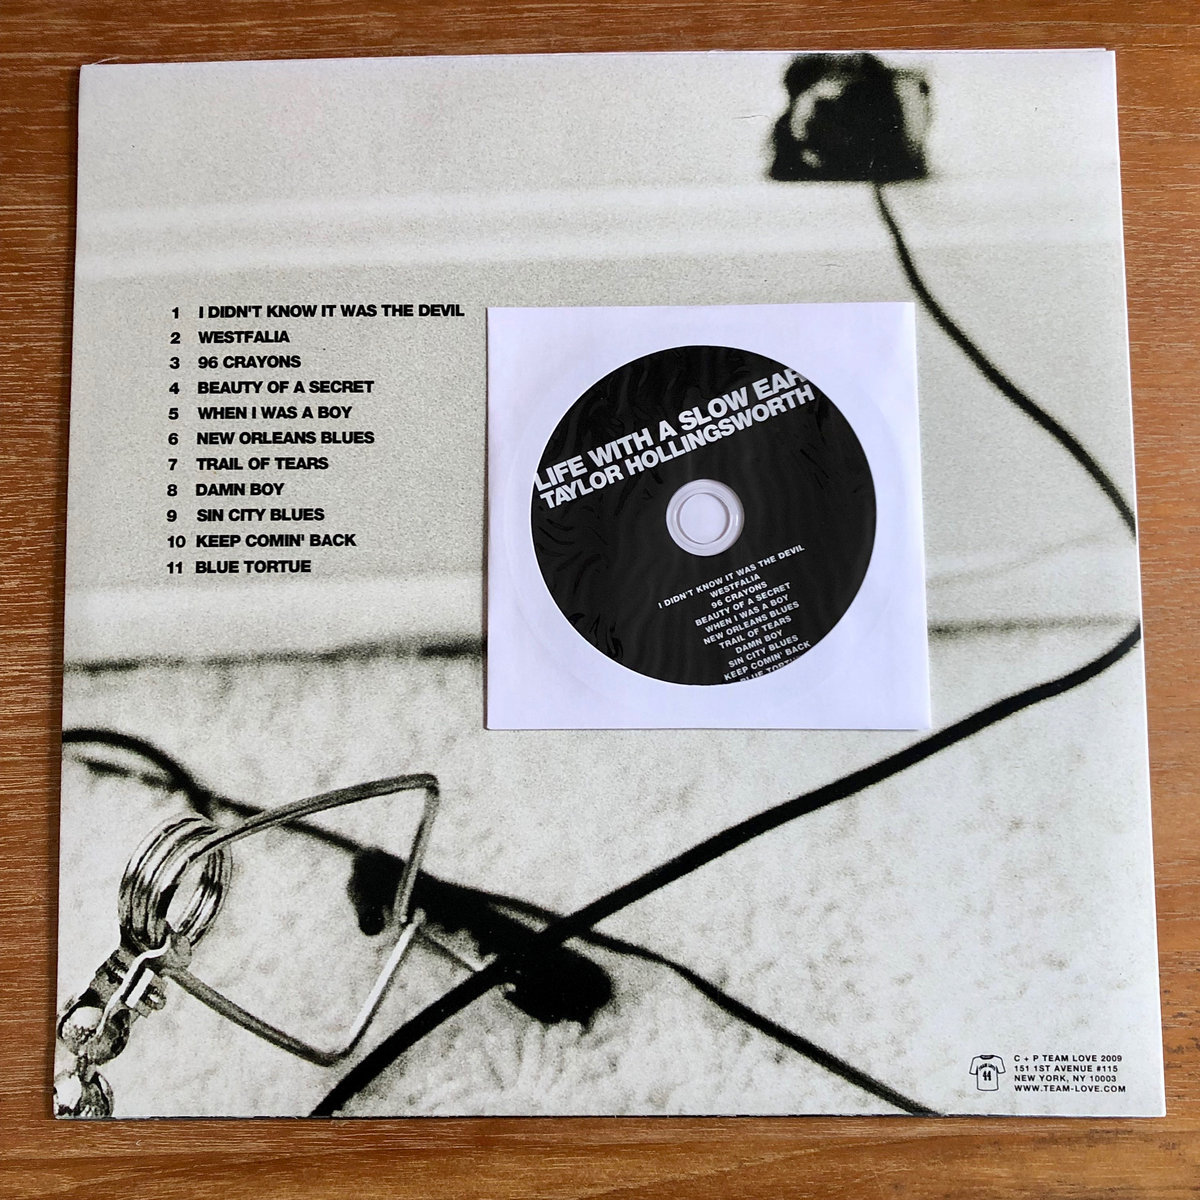 1 I DIDN'T KNOW IT WAS THE DEVIL
2 WESTFALIA
3 96 CRAYONS
4 BEAUTY OF A SECRET
5 WHEN I WAS A BOY
6 NEW ORLEANS BLUES
7 TRAIL OF TEARS
8 DAMN BOY
9 SIN CITY BLUES
10 KEEP COMIN' BACK
11 BLUE TORTUE
LIFE WITH A SLOW EAR
TAYLOR HOLLINGSWORTH
I DIDN'T KNOW IT WAS THE DEVIL
WESTFALIA
96 CRAYONS
BEAUTY OF A SECRET
WHEN I WAS A BOY
NEW ORLEANS BLUES
TRAIL OF TEARS
DAMN BOY
SIN CITY BLUES
KEEP COMIN' BACK
BLUE TORTUE
C + P TEAM LOVE 2009
151 1ST AVENUE #115
NEW YORK, NY 10003
WWW.TEAM-LOVE.COM